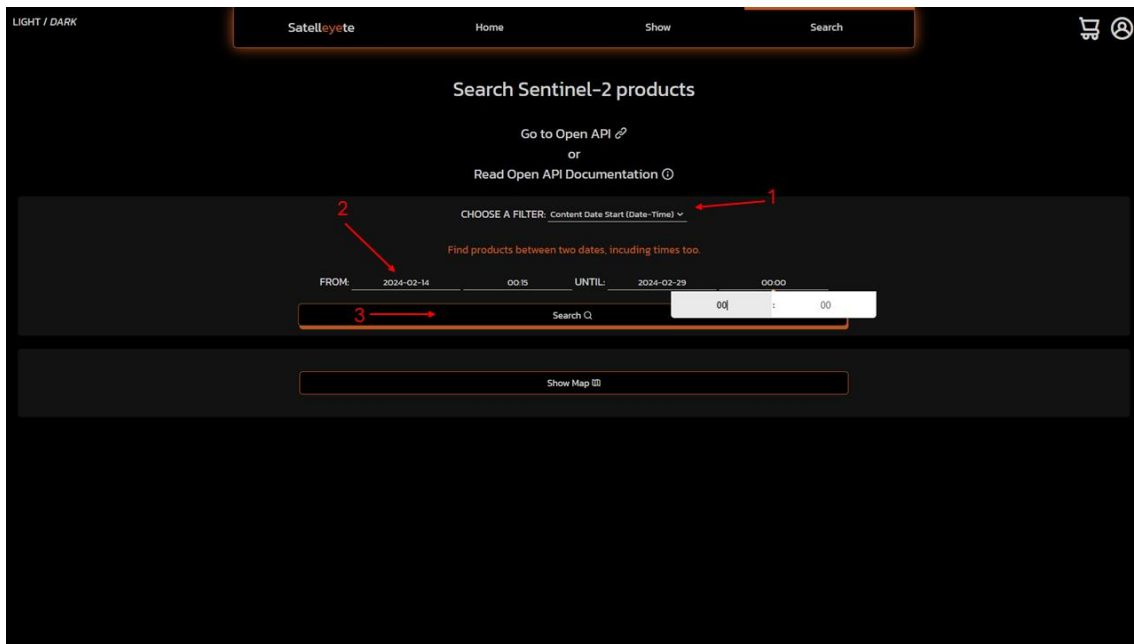 LIGHT / DARK
Satelleyete Home Show Search
Search Sentinel-2 products
Go to Open API
or
Read Open API Documentation
1
2
CHOOSE A FILTER: Content Date Start (Date-Time)
Find products between two dates, incuding times too.
FROM: 2024-02-14 00:15 UNTIL: 2024-02-29 00:00
00 : 00
3
Search
Show Map